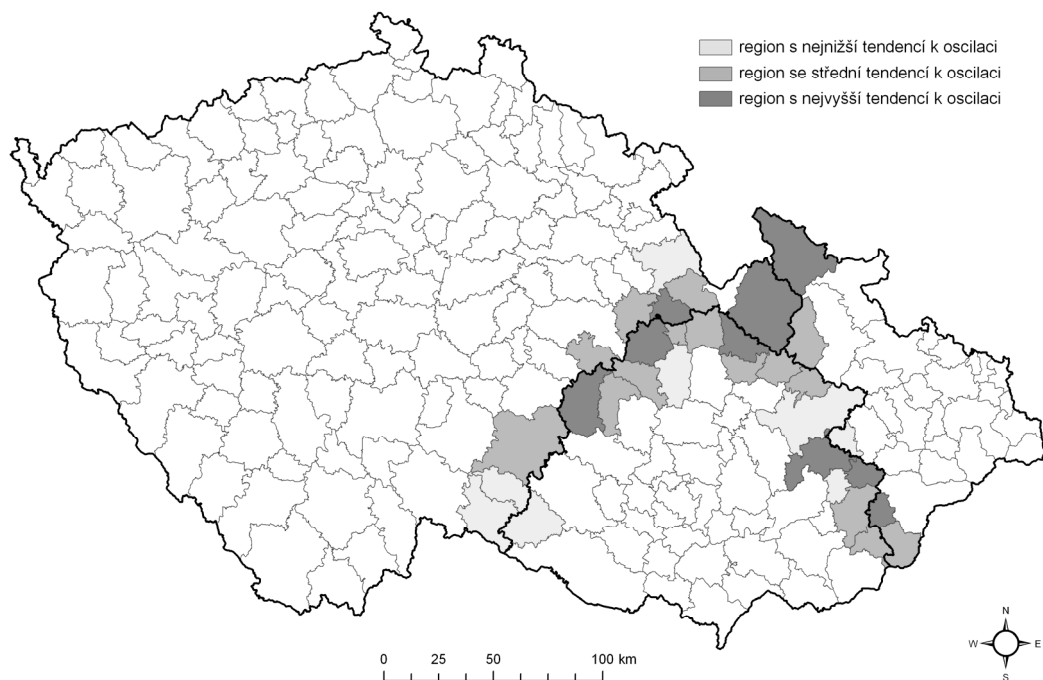 region s nejnižší tendencí k oscilaci
region se střední tendencí k oscilaci
region s nejvyšší tendencí k oscilaci
N
W E
S
0 25 50 100 km